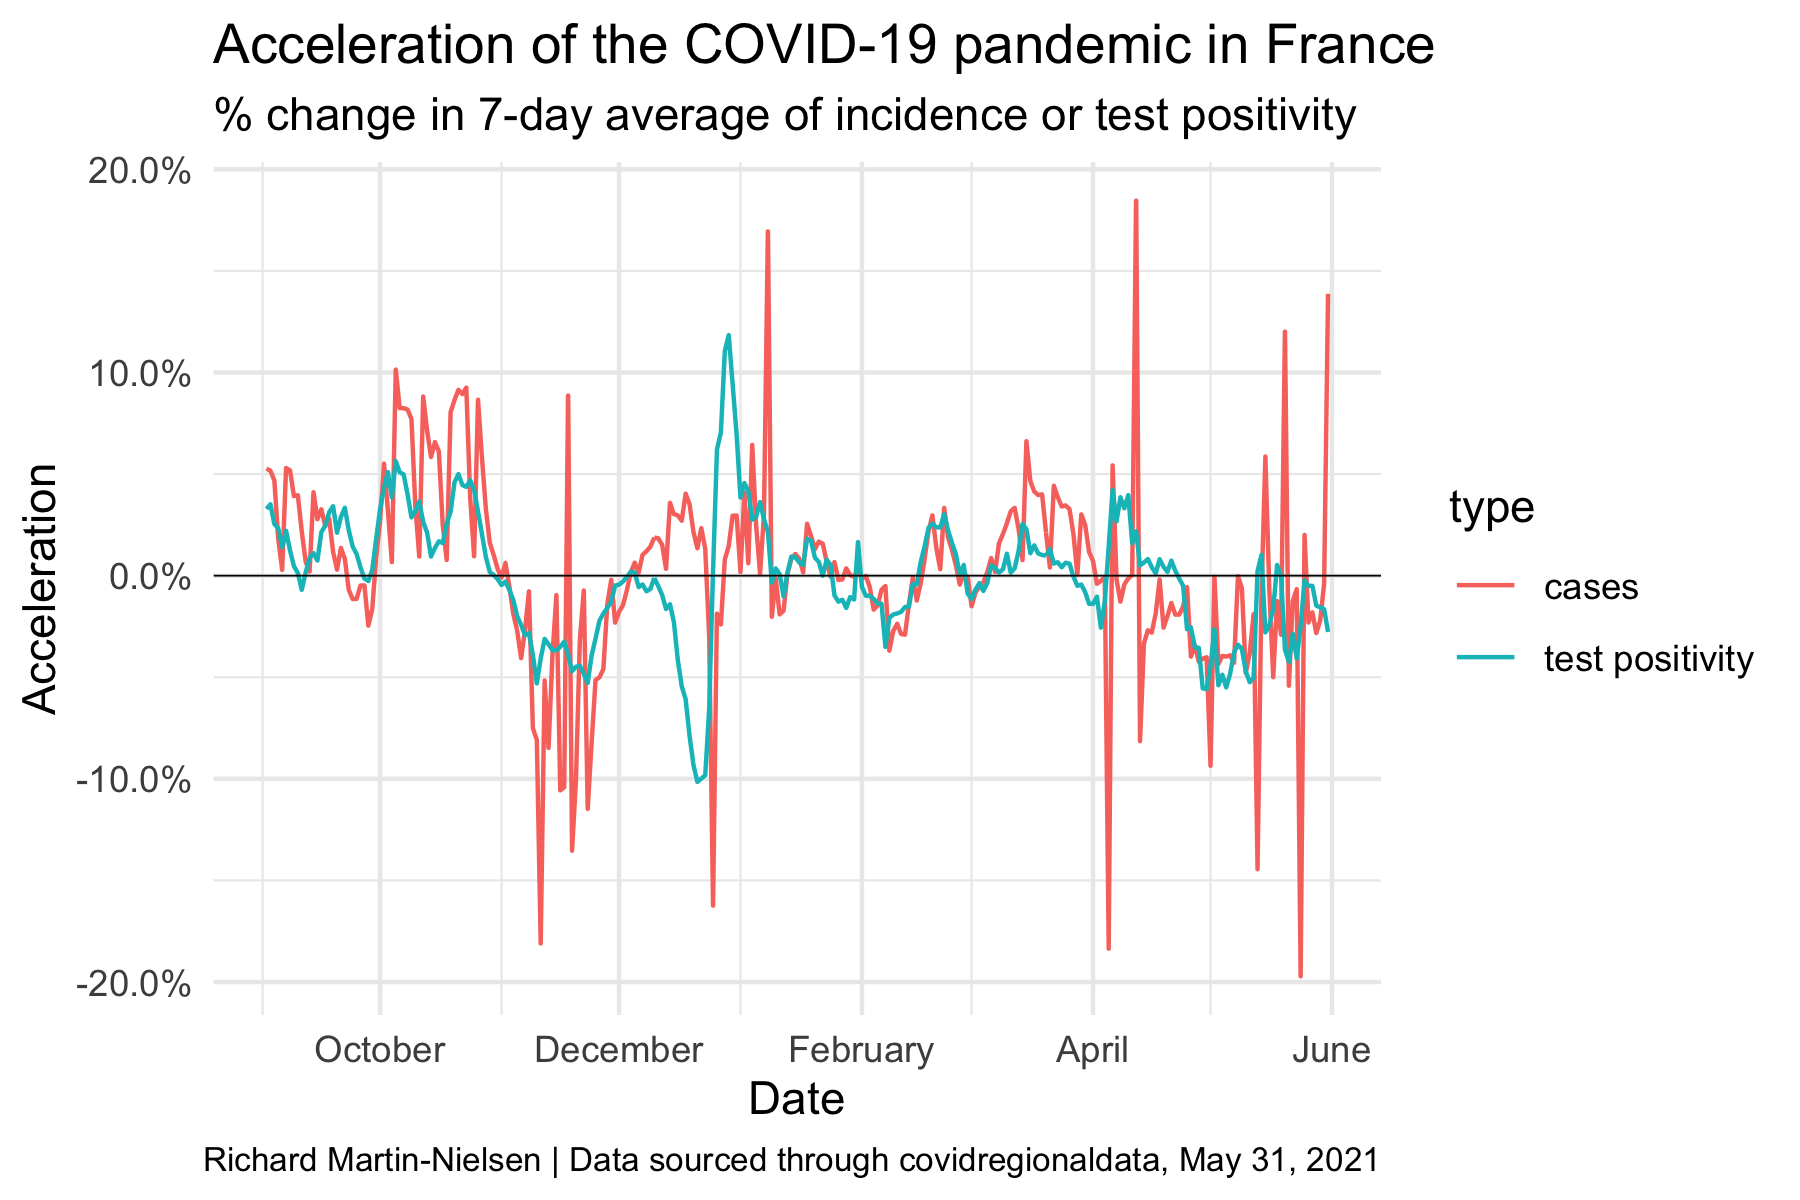 Acceleration of the COVID-19 pandemic in France
% change in 7-day average of incidence or test positivity
20.0%
10.0%
0.0%
-10.0%
-20.0%
Acceleration
October
December
February
April
June
Date
type
cases
test positivity
Richard Martin-Nielsen | Data sourced through covidregionaldata, May 31, 2021